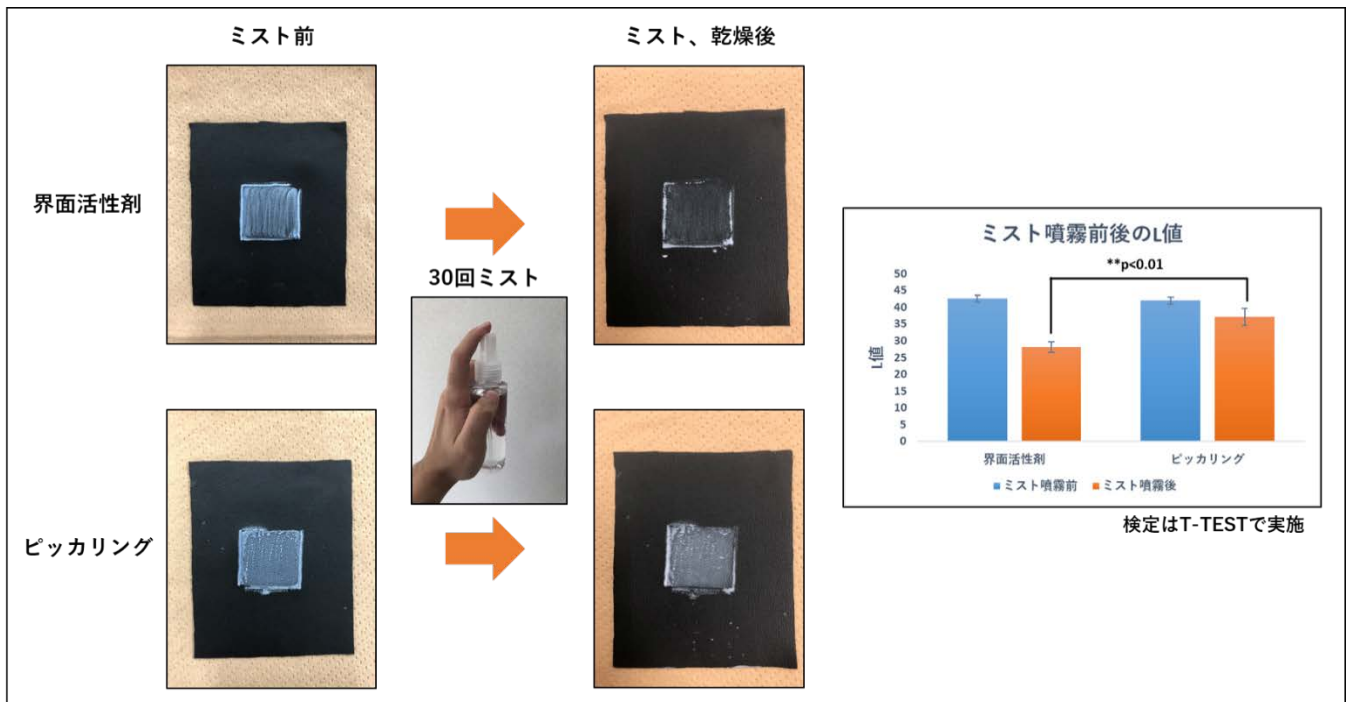 ミスト前
ミスト、乾燥後
界面活性剤
30回ミスト
ピッカリング
ミスト噴霧前後のL値
**p<0.01
L値
50
45
40
35
30
25
20
15
10
5
0
界面活性剤
ピッカリング
ミスト噴霧前
ミスト噴霧後
検定はT-TESTで実施